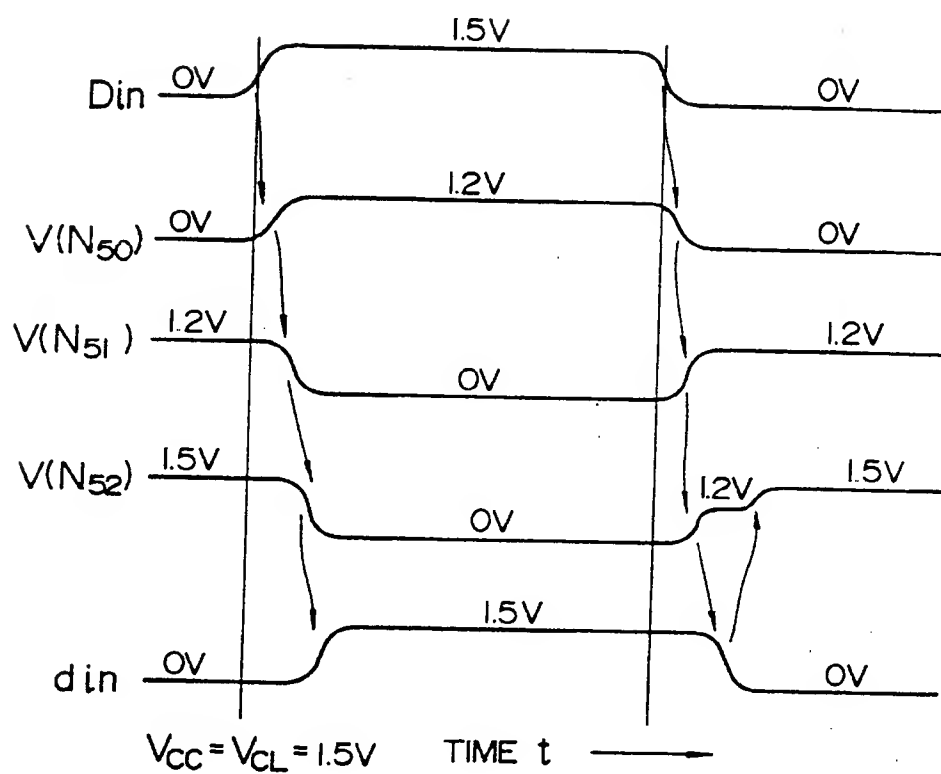 Din 0V 1.5V 0V
V(N50) 0V 1.2V 0V
V(N51) 1.2V 0V 1.2V
V(N52) 1.5V 0V 1.2V 1.5V
din 0V 1.5V 0V
VCC = VCL = 1.5V TIME t